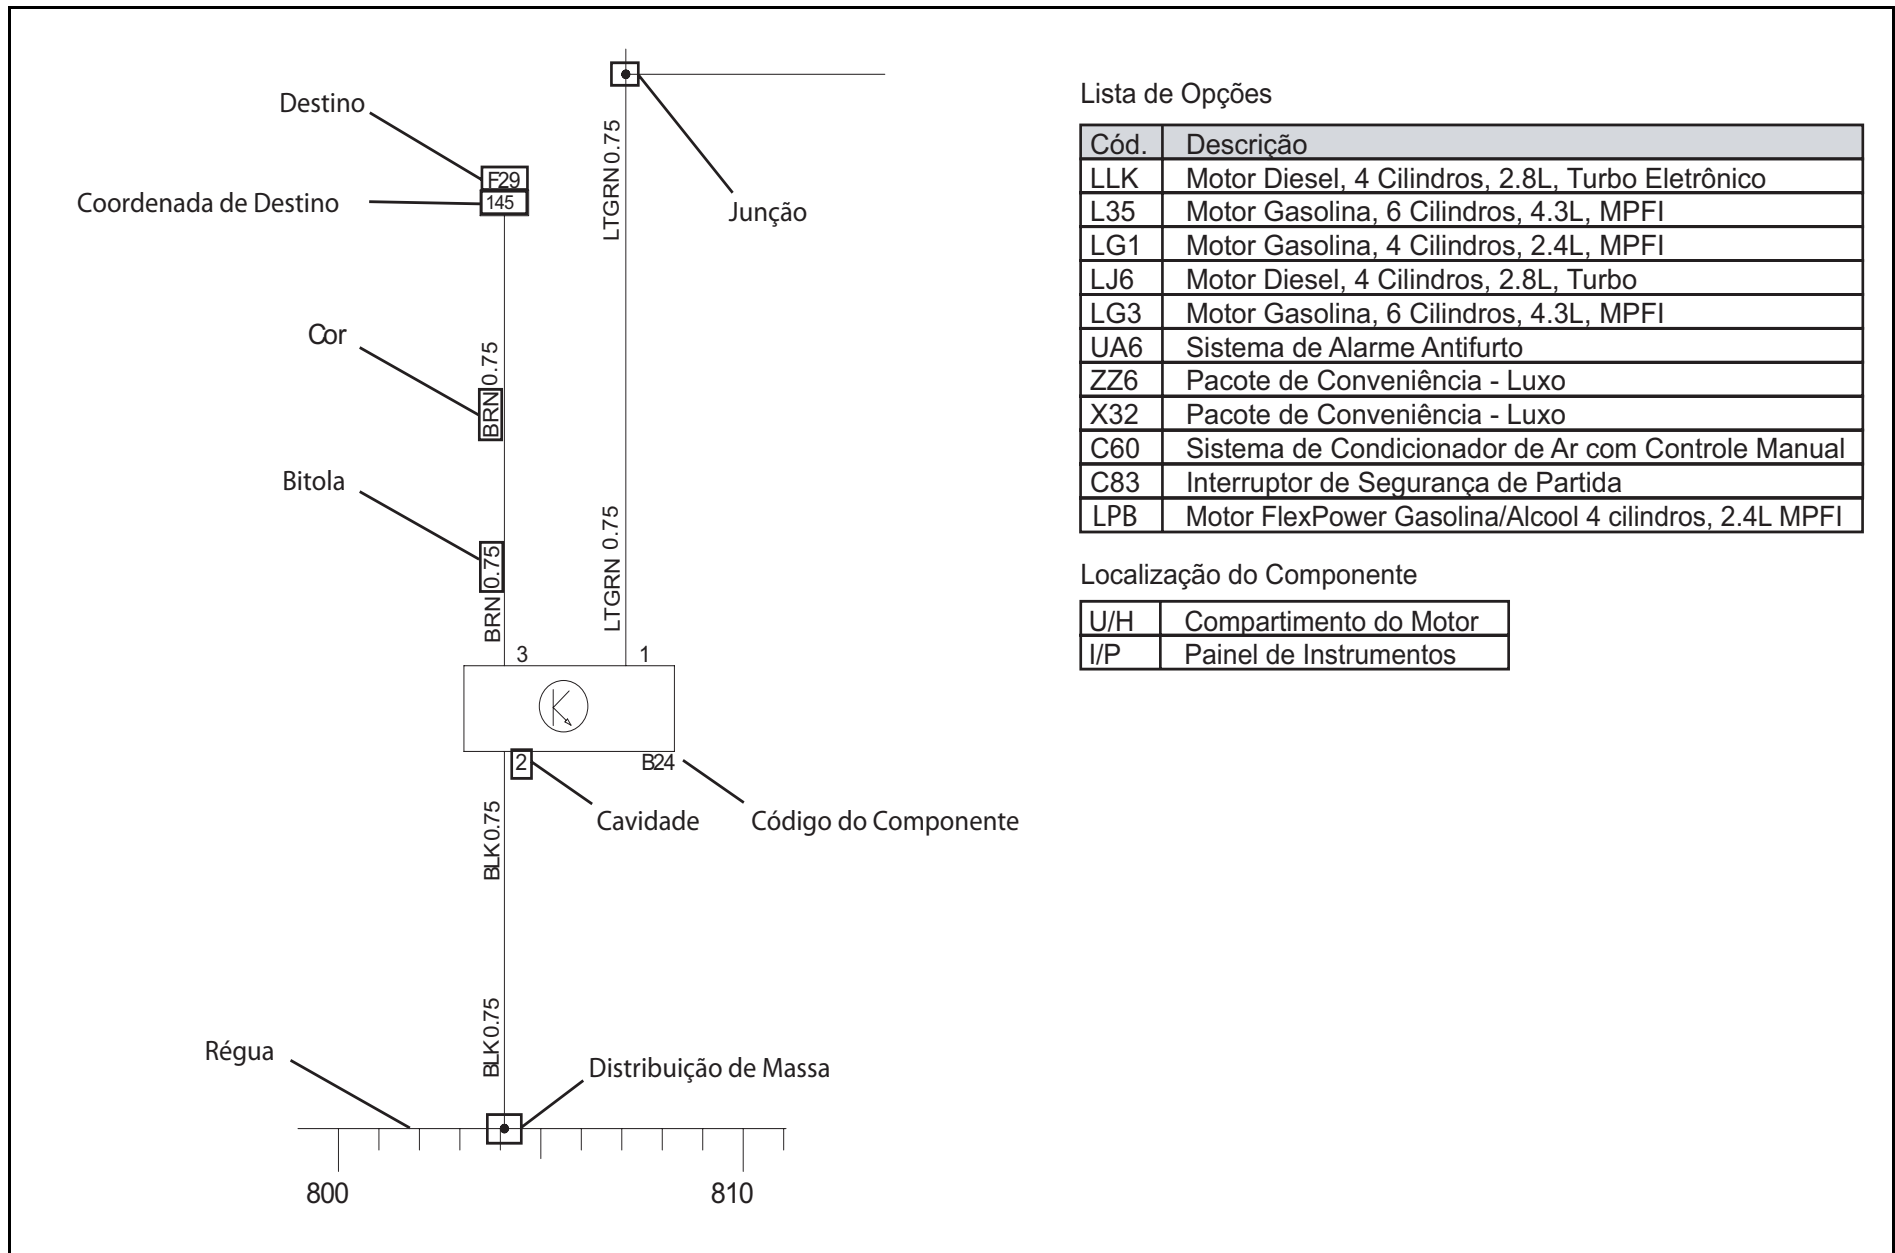 Destino
F29
Coordenada de Destino
145
LTGRN 0.75
Junção
Cor
BRN 0.75
Bitola
BRN 0.75
LTGRN 0.75
3
1
2
B24
Cavidade
Código do Componente
BLK 0.75
BLK 0.75
Régua
Distribuição de Massa
800
810
Lista de Opções
Cód. Descrição
LLK Motor Diesel, 4 Cilindros, 2.8L, Turbo Eletrônico
L35 Motor Gasolina, 6 Cilindros, 4.3L, MPFI
LG1 Motor Gasolina, 4 Cilindros, 2.4L, MPFI
LJ6 Motor Diesel, 4 Cilindros, 2.8L, Turbo
LG3 Motor Gasolina, 6 Cilindros, 4.3L, MPFI
UA6 Sistema de Alarme Antifurto
ZZ6 Pacote de Conveniência - Luxo
X32 Pacote de Conveniência - Luxo
C60 Sistema de Condicionador de Ar com Controle Manual
C83 Interruptor de Segurança de Partida
LPB Motor FlexPower Gasolina/Alcool 4 cilindros, 2.4L MPFI
Localização do Componente
U/H Compartimento do Motor
I/P Painel de Instrumentos